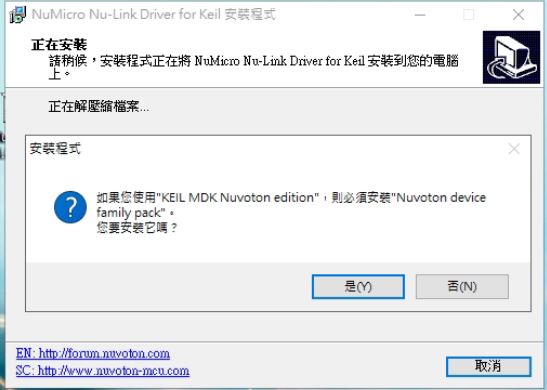 NuMicro Nu-Link Driver for Keil 安裝程式
正在安裝
請稍候，安裝程式正在將 NuMicro Nu-Link Driver for Keil 安裝到您的電腦
上。
正在解壓縮檔案...
安裝程式
如果您使用"KEIL MDK Nuvoton edition"，則必須安裝"Nuvoton device
family pack"。
您要安裝它嗎？
是(Y)
否(N)
EN: http://forum.nuvoton.com
SC: http://www.nuvoton-mcu.com
取消